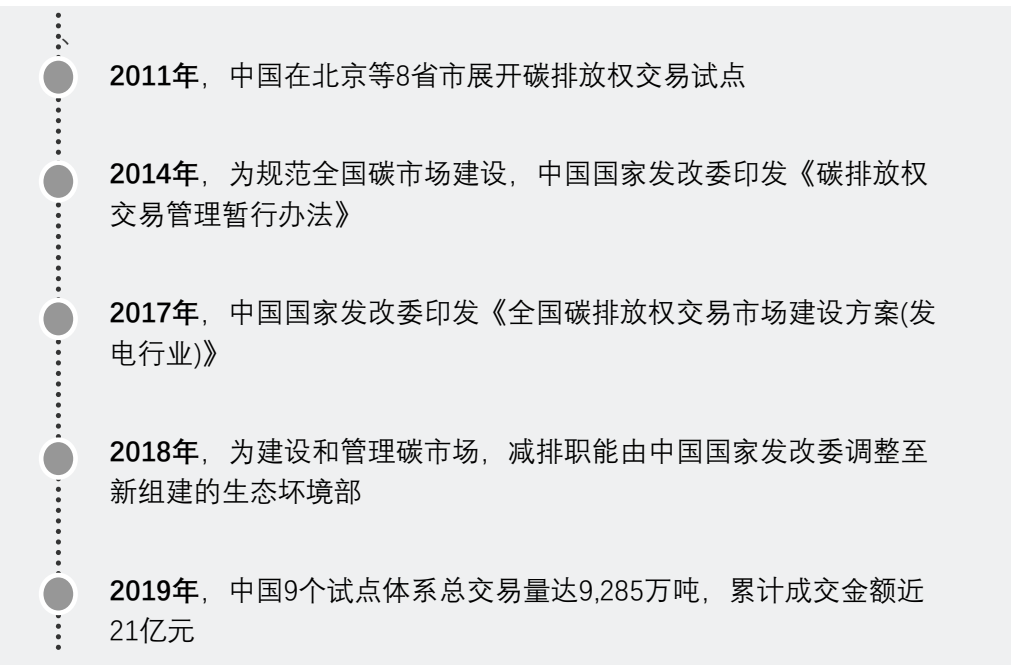 2011年，中国在北京等8省市展开碳排放权交易试点
2014年，为规范全国碳市场建设，中国国家发改委印发《碳排放权
交易管理暂行办法》
2017年，中国国家发改委印发《全国碳排放权交易市场建设方案(发
电行业)》
2018年，为建设和管理碳市场，减排职能由中国国家发改委调整至
新组建的生态坏境部
2019年，中国9个试点体系总交易量达9,285万吨，累计成交金额近
21亿元